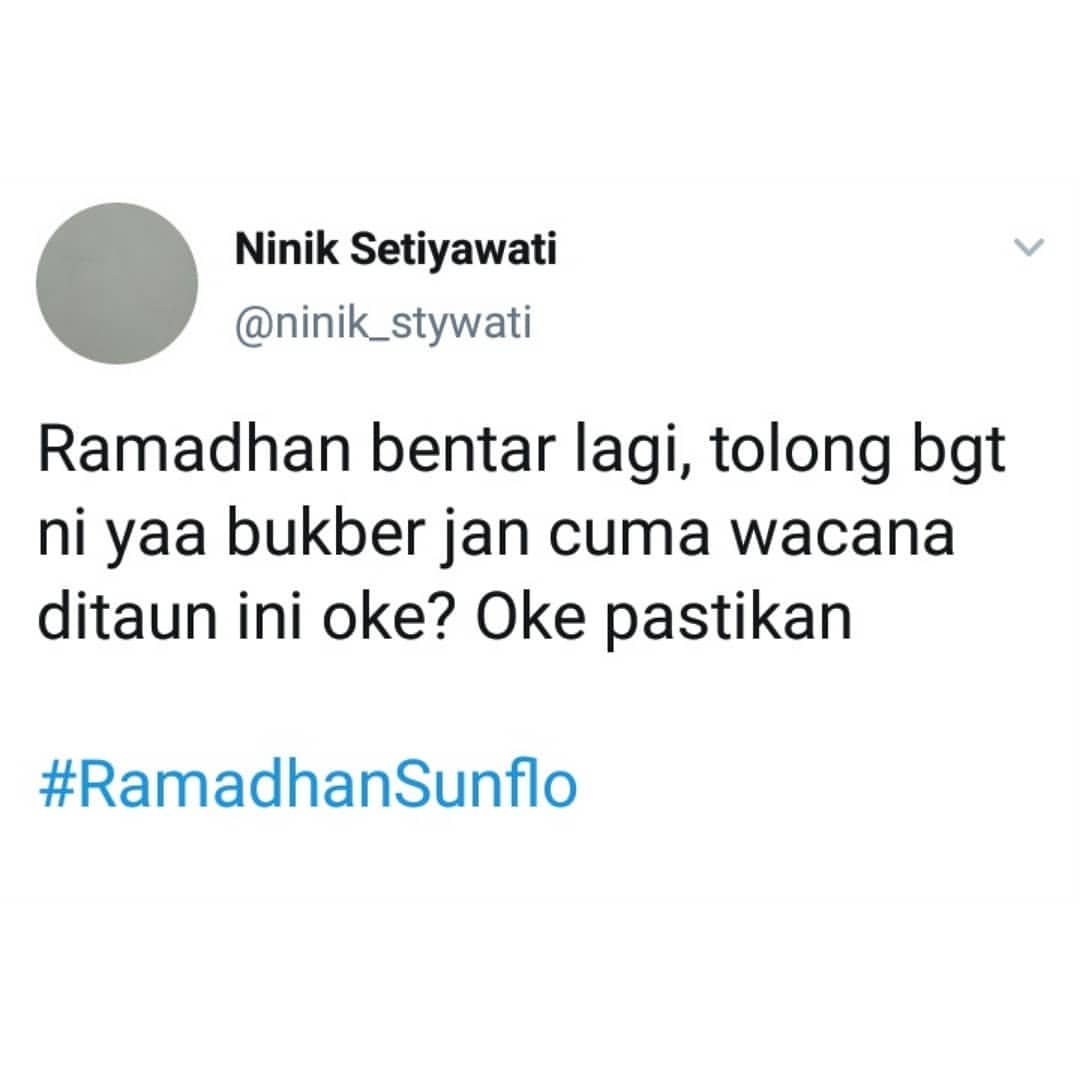 Ninik Setiyawati
@ninik_stywati
Ramadhan bentar lagi, tolong bgt
ni yaa bukber jan cuma wacana
ditaun ini oke? Oke pastikan
#RamadhanSunflo